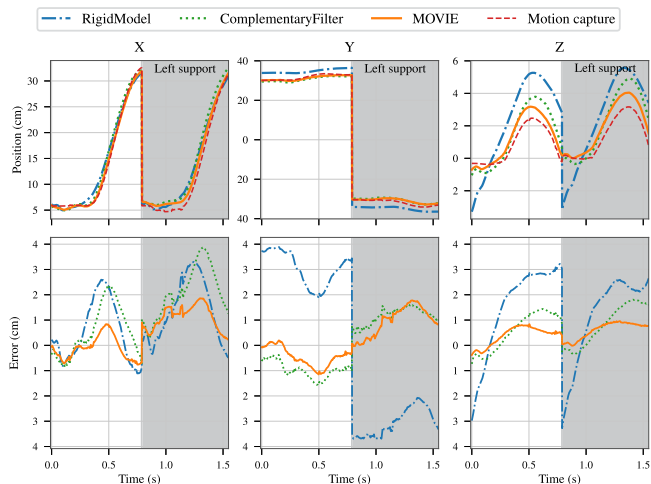 RigidModel ComplementaryFilter MOVIE Motion capture
X Y Z
Left support Left support Left support
Position (cm)
30 25 20 15 10 5
40 20 0 20 40
6 4 2 0 2
Error (cm)
4 3 2 1 0 1 2 3 4
4 3 2 1 0 1 2 3 4
4 3 2 1 0 1 2 3 4
0.0 0.5 1.0 1.5 0.0 0.5 1.0 1.5 0.0 0.5 1.0 1.5
Time (s) Time (s) Time (s)